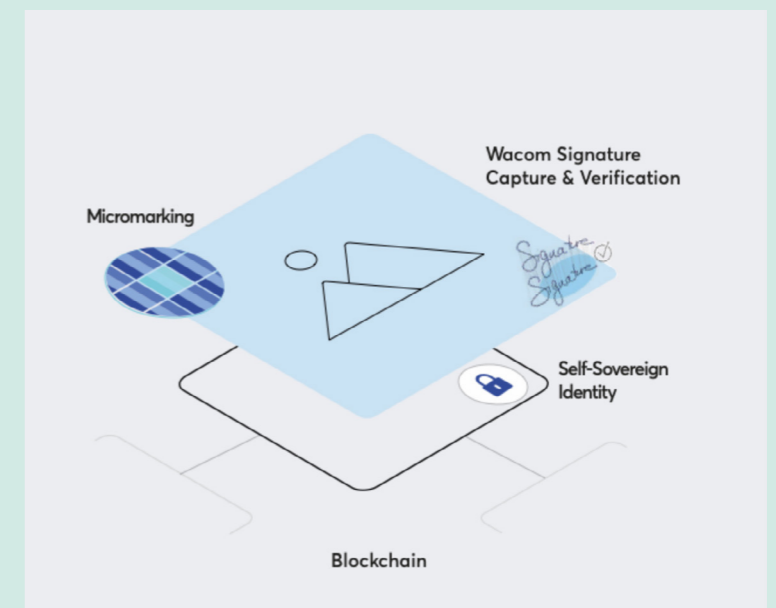 Wacom Signature
Capture & Verification
Micromarking
Signature
Signature
Self-Sovereign
Identity
Blockchain